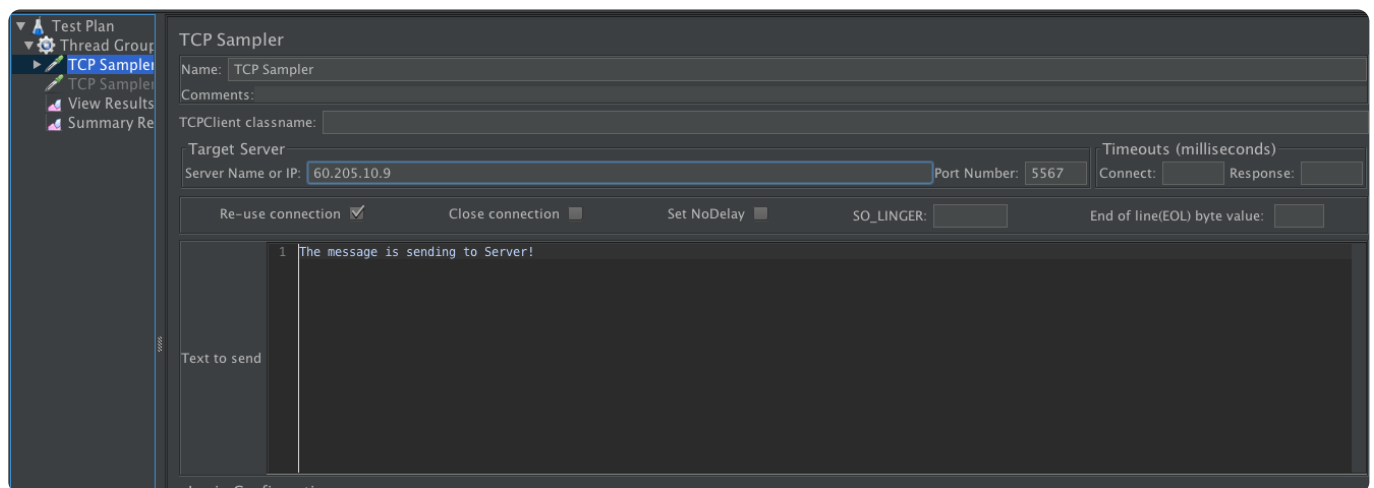 Test Plan
Thread Group
TCP Sampler
TCP Sampler
View Results
Summary Re
TCP Sampler
Name: TCP Sampler
Comments:
TCPClient classname:
Target Server
Server Name or IP: 60.205.10.9 Port Number: 5567
Timeouts (milliseconds)
Connect: Response:
Re-use connection Close connection Set NoDelay SO_LINGER: End of line(EOL) byte value:
1 The message is sending to Server!
Text to send